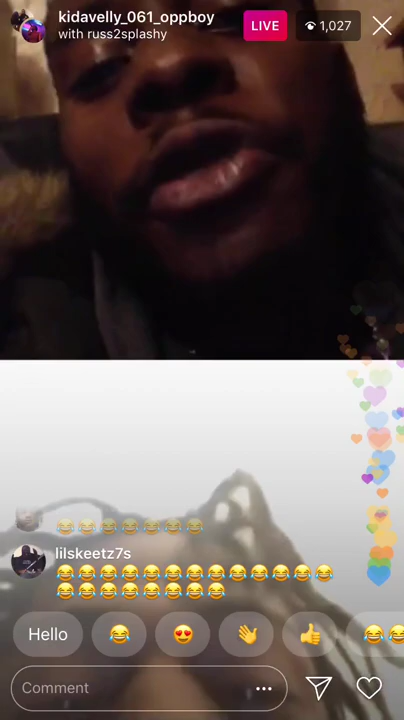 kidavelly_061_oppboy
with russ2splashy
LIVE
1,027
😂😂😂😂😂😂😂
lilskeetz7s
😂😂😂😂😂😂😂😂😂😂😂😂😂
😂😂😂😂😂😂😂😂
Hello
Comment